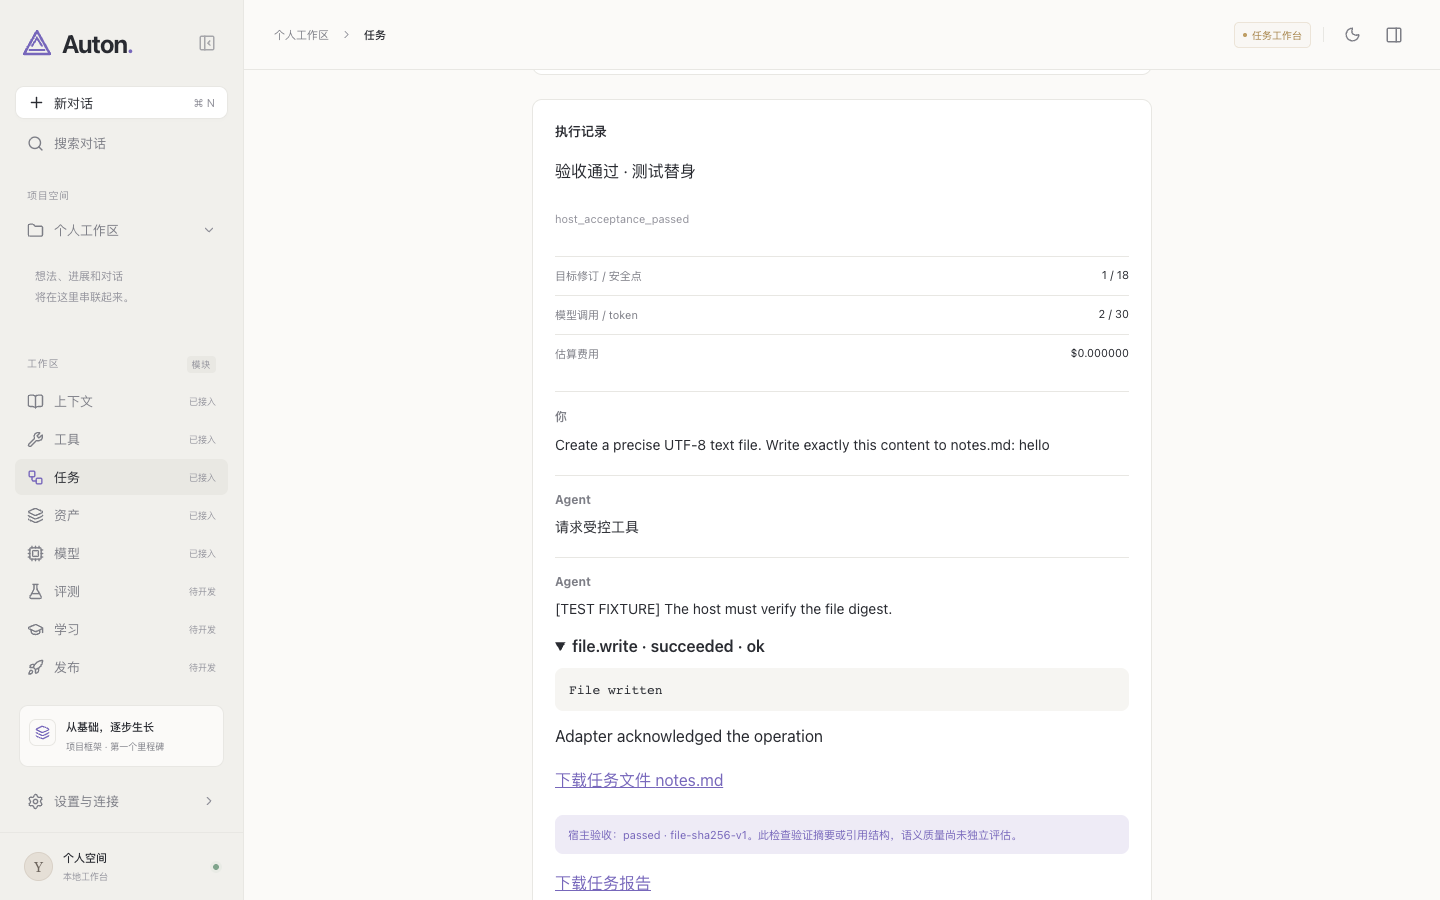 Auton.
新对话
⌘ N
搜索对话
项目空间
个人工作区
想法、进展和对话
将在这里串联起来。
工作区
模块
上下文
已接入
工具
已接入
任务
已接入
资产
已接入
模型
已接入
评测
待开发
学习
待开发
发布
待开发
从基础，逐步生长
项目框架 · 第一个里程碑
设置与连接
Y
个人空间
本地工作台
个人工作区 > 任务
任务工作台
执行记录
验收通过 · 测试替身
host_acceptance_passed
目标修订 / 安全点
1 / 18
模型调用 / token
2 / 30
估算费用
$0.000000
你
Create a precise UTF-8 text file. Write exactly this content to notes.md: hello
Agent
请求受控工具
Agent
[TEST FIXTURE] The host must verify the file digest.
▼ file.write · succeeded · ok
File written
Adapter acknowledged the operation
下载任务文件 notes.md
宿主验收：passed · file-sha256-v1。此检查验证摘要或引用结构，语义质量尚未独立评估。
下载任务报告